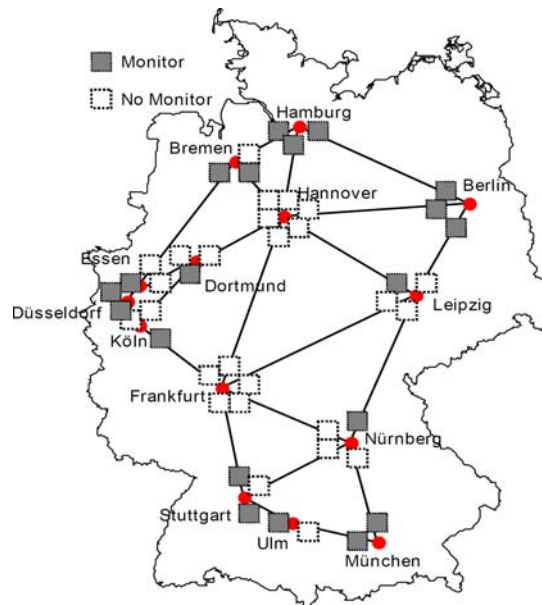 Monitor
No Monitor
Hamburg
Bremen
Hannover
Berlin
Essen
Dortmund
Leipzig
Düsseldorf
Köln
Frankfurt
Nürnberg
Stuttgart
Ulm
München